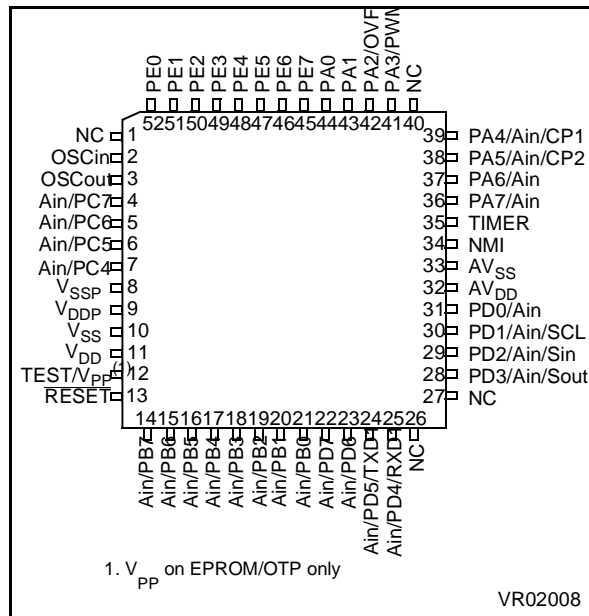 PE0
PE1
PE2
PE3
PE4
PE5
PE6
PE7
PA0
PA1
PA2/OVF
PA3/PWM
NC
52 51 50 49 48 47 46 45 44 43 42 41 40
NC 1
OSCin 2
OSCout 3
Ain/PC7 4
Ain/PC6 5
Ain/PC5 6
Ain/PC4 7
VSSP 8
VDDP 9
VSS 10
VDD 11
TEST/VPP(1) 12
RESET 13
39 PA4/Ain/CP1
38 PA5/Ain/CP2
37 PA6/Ain
36 PA7/Ain
35 TIMER
34 NMI
33 AVSS
32 AVDD
31 PD0/Ain
30 PD1/Ain/SCL
29 PD2/Ain/Sin
28 PD3/Ain/Sout
27 NC
14 15 16 17 18 19 20 21 22 23 24 25 26
Ain/PB7
Ain/PB6
Ain/PB5
Ain/PB4
Ain/PB3
Ain/PB2
Ain/PB1
Ain/PB0
Ain/PD7
Ain/PD6
Ain/PD5/TXD1
Ain/PD4/RXD1
NC
1. VPP on EPROM/OTP only
VR02008